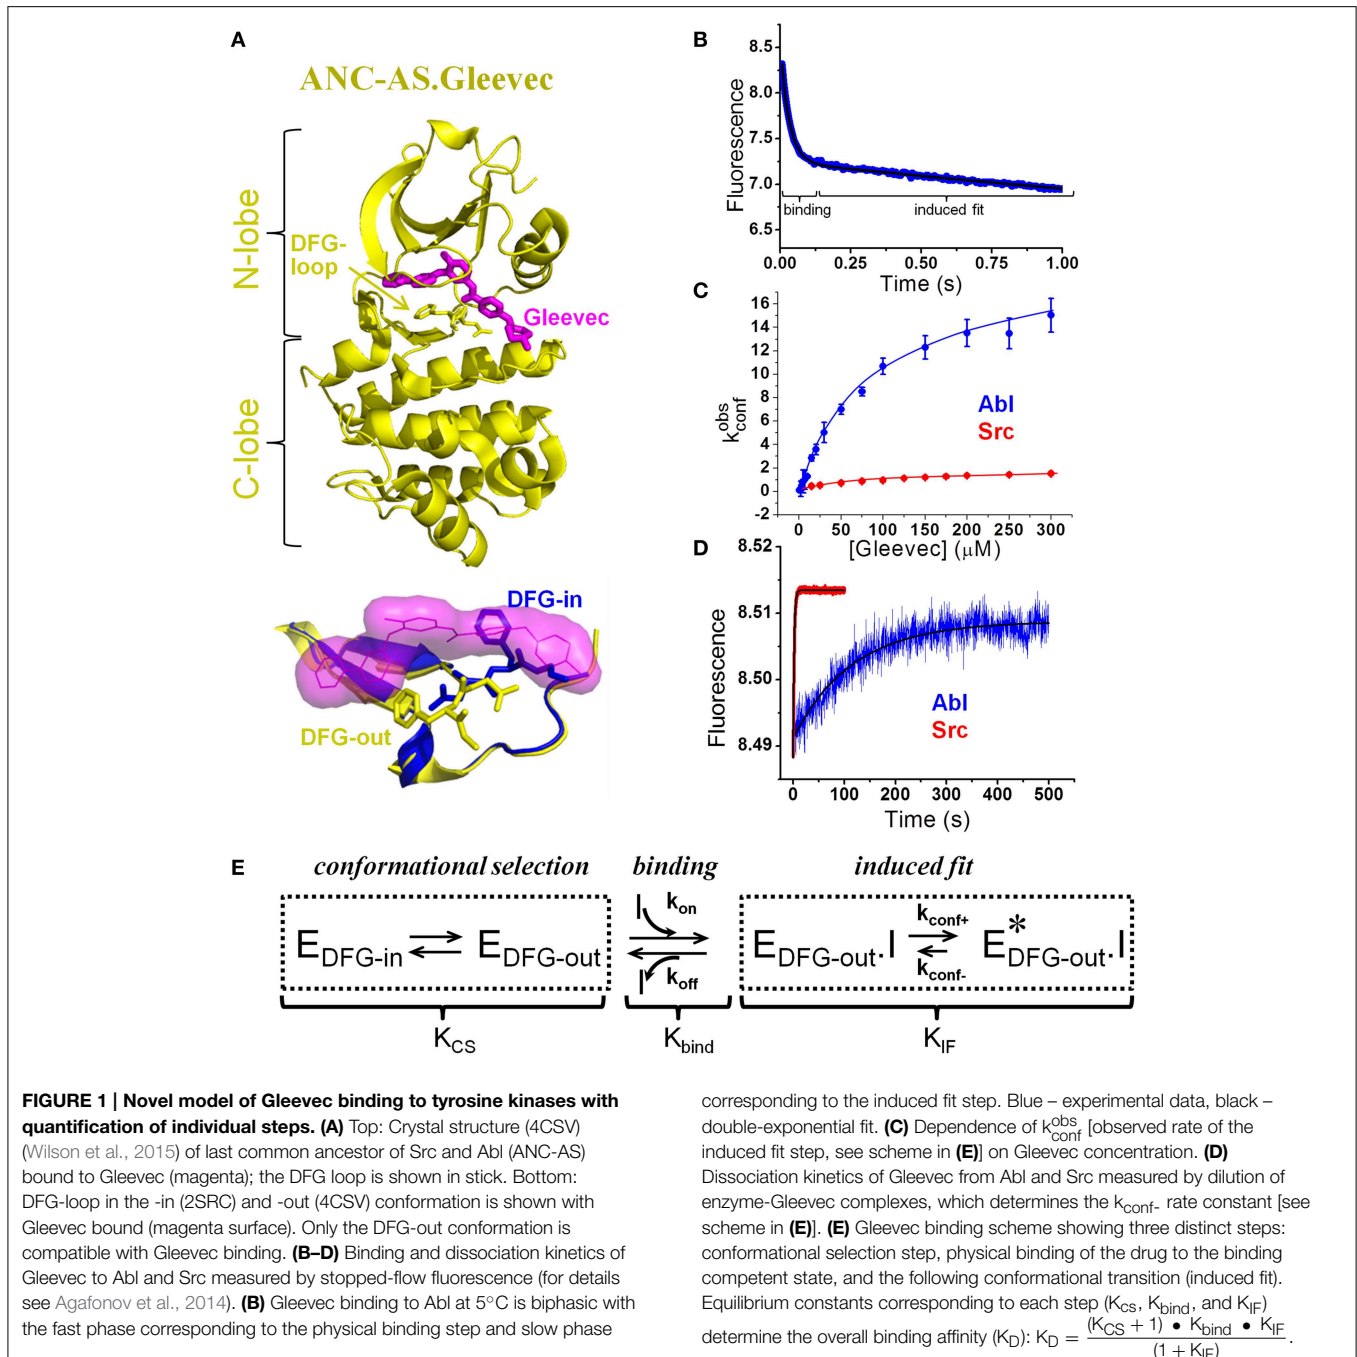 A
ANC-AS.Gleevec
N-lobe
DFG-
loop
Gleevec
C-lobe
DFG-in
DFG-out
B
8.5
8.0
7.5
7.0
6.5
Fluorescence
binding
induced fit
0.00
0.25
0.50
0.75
1.00
Time (s)
C
16
14
12
10
8
6
4
2
0
-2
k_conf^obs
Abl
Src
0
50
100
150
200
250
300
[Gleevec] (μM)
D
8.52
8.51
8.50
8.49
Fluorescence
Abl
Src
0
100
200
300
400
500
Time (s)
E
conformational selection
binding
induced fit
E_DFG-in
E_DFG-out
I
k_on
I
k_off
E_DFG-out.I
k_conf+
k_conf-
E*_DFG-out.I
K_CS
K_bind
K_IF
FIGURE 1 | Novel model of Gleevec binding to tyrosine kinases with
quantification of individual steps. (A) Top: Crystal structure (4CSV)
(Wilson et al., 2015) of last common ancestor of Src and Abl (ANC-AS)
bound to Gleevec (magenta); the DFG loop is shown in stick. Bottom:
DFG-loop in the -in (2SRC) and -out (4CSV) conformation is shown with
Gleevec bound (magenta surface). Only the DFG-out conformation is
compatible with Gleevec binding. (B–D) Binding and dissociation kinetics of
Gleevec to Abl and Src measured by stopped-flow fluorescence (for details
see Agafonov et al., 2014). (B) Gleevec binding to Abl at 5°C is biphasic with
the fast phase corresponding to the physical binding step and slow phase
corresponding to the induced fit step. Blue – experimental data, black –
double-exponential fit. (C) Dependence of k_conf^obs [observed rate of the
induced fit step, see scheme in (E)] on Gleevec concentration. (D)
Dissociation kinetics of Gleevec from Abl and Src measured by dilution of
enzyme-Gleevec complexes, which determines the k_conf- rate constant [see
scheme in (E)]. (E) Gleevec binding scheme showing three distinct steps:
conformational selection step, physical binding of the drug to the binding
competent state, and the following conformational transition (induced fit).
Equilibrium constants corresponding to each step (K_cs, K_bind, and K_IF)
determine the overall binding affinity (K_D): K_D = (K_CS + 1) • K_bind • K_IF / (1 + K_IF).